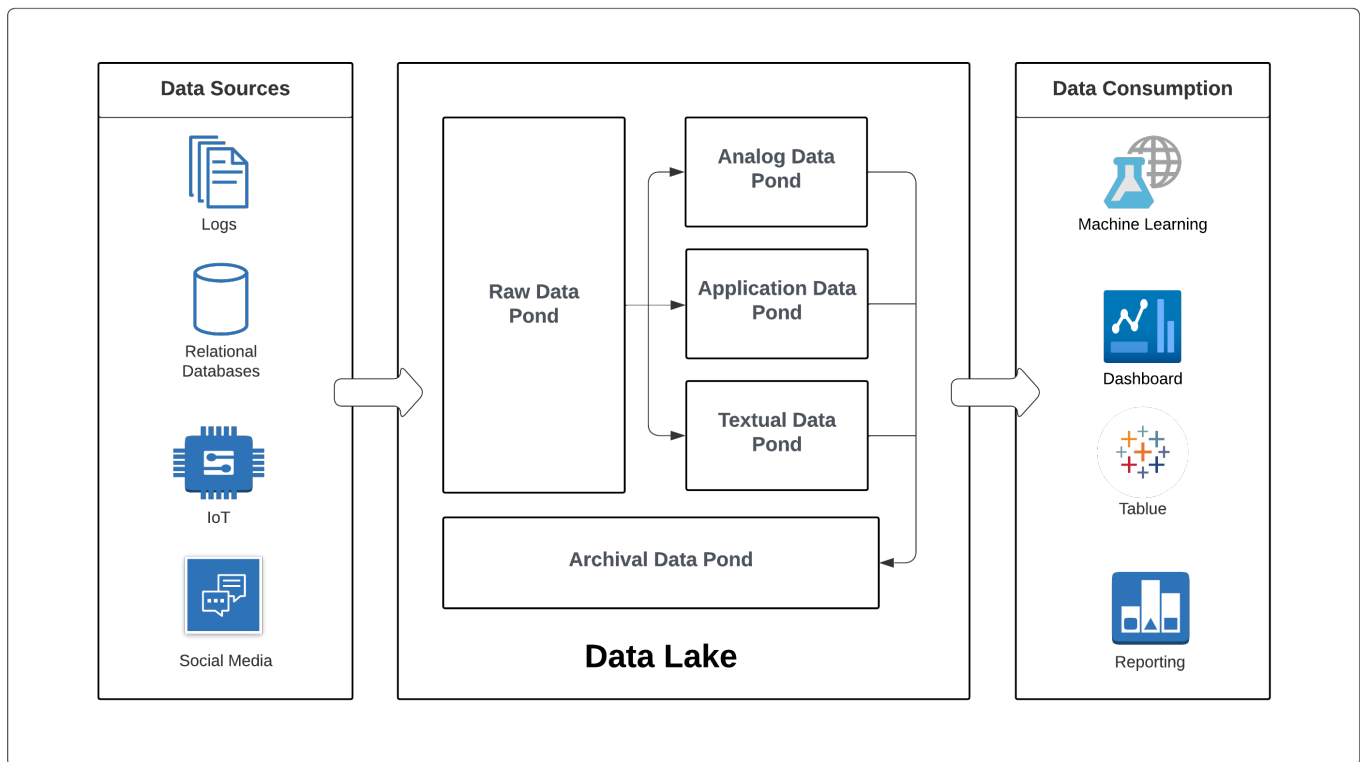 Data Sources
Logs
Relational
Databases
IoT
Social Media
Raw Data
Pond
Analog Data
Pond
Application Data
Pond
Textual Data
Pond
Archival Data Pond
Data Lake
Data Consumption
Machine Learning
Dashboard
Tablue
Reporting